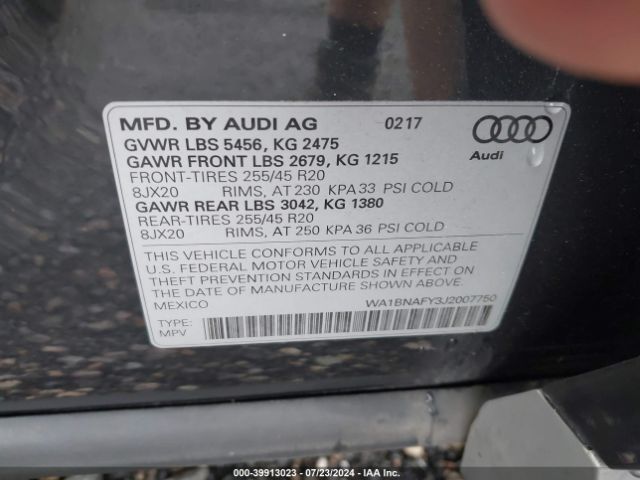 MFD. BY AUDI AG 0217
GVWR LBS 5456, KG 2475
GAWR FRONT LBS 2679, KG 1215
FRONT-TIRES 255/45 R20
8JX20 RIMS, AT 230 KPA 33 PSI COLD
GAWR REAR LBS 3042, KG 1380
REAR-TIRES 255/45 R20
8JX20 RIMS, AT 250 KPA 36 PSI COLD
Audi
THIS VEHICLE CONFORMS TO ALL APPLICABLE
U.S. FEDERAL MOTOR VEHICLE SAFETY AND
THEFT PREVENTION STANDARDS IN EFFECT ON
THE DATE OF MANUFACTURE SHOWN ABOVE.
MEXICO WA1BNAFY3J2007750
TYPE:
MPV
000-39913023 07/23/2024 IAA Inc.